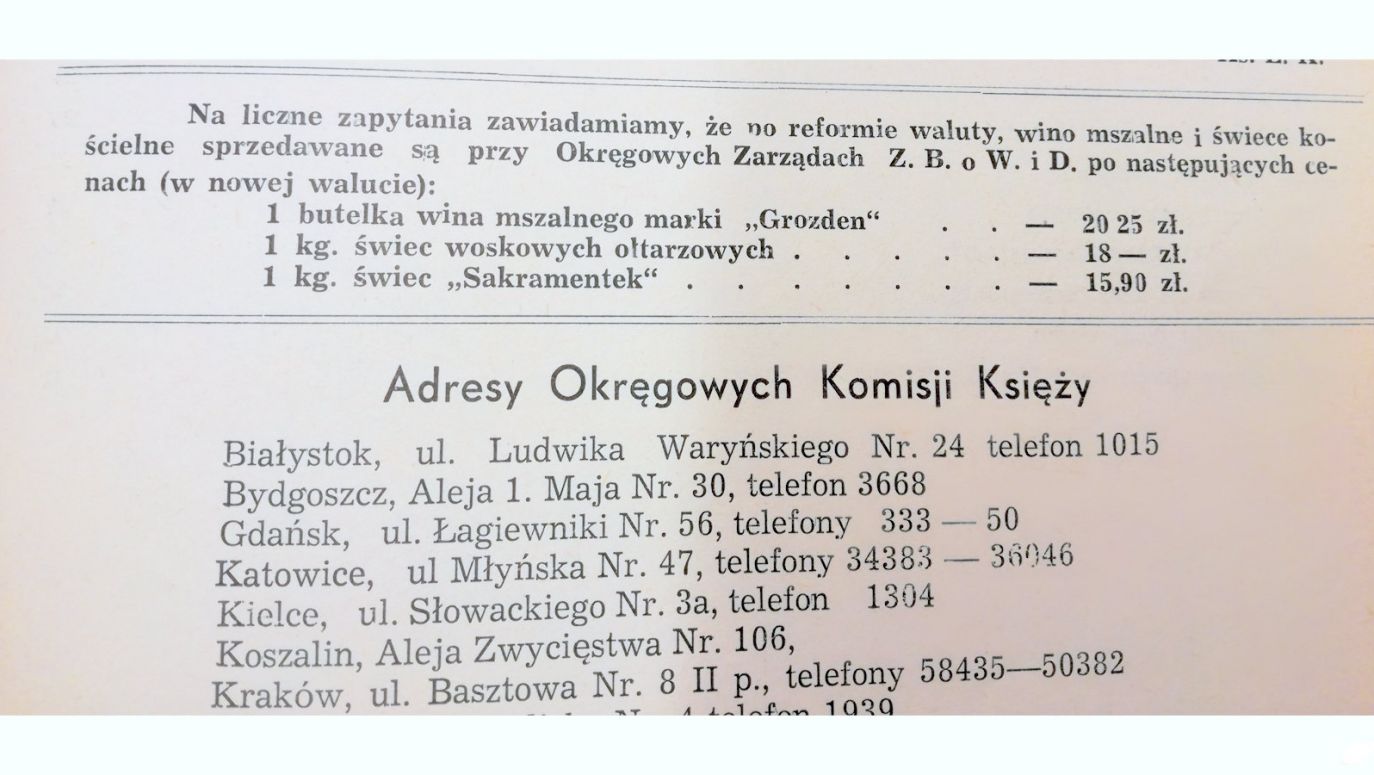 Na liczne zapytania zawiadamiamy, że po reformie waluty, wino mszalne i świece ko-
ścielne sprzedawane są przy Okręgowych Zarządach Z. B. o W. i D. po następujących ce-
nach (w nowej walucie):
1 butelka wina mszalnego marki „Grozden“ . . — 20 25 zł.
1 kg. świec woskowych ołtarzowych . . . . . — 18 — zł.
1 kg. świec „Sakramentek“ . . . . . . . — 15,90 zł.
Adresy Okręgowych Komisji Księży
Białystok, ul. Ludwika Waryńskiego Nr. 24 telefon 1015
Bydgoszcz, Aleja 1. Maja Nr. 30, telefon 3668
Gdańsk, ul. Łagiewniki Nr. 56, telefony 333 — 50
Katowice, ul Młyńska Nr. 47, telefony 34383 — 36046
Kielce, ul. Słowackiego Nr. 3a, telefon 1304
Koszalin, Aleja Zwycięstwa Nr. 106,
Kraków, ul. Basztowa Nr. 8 II p., telefony 58435—50382
Nr. 4 telefon 1939